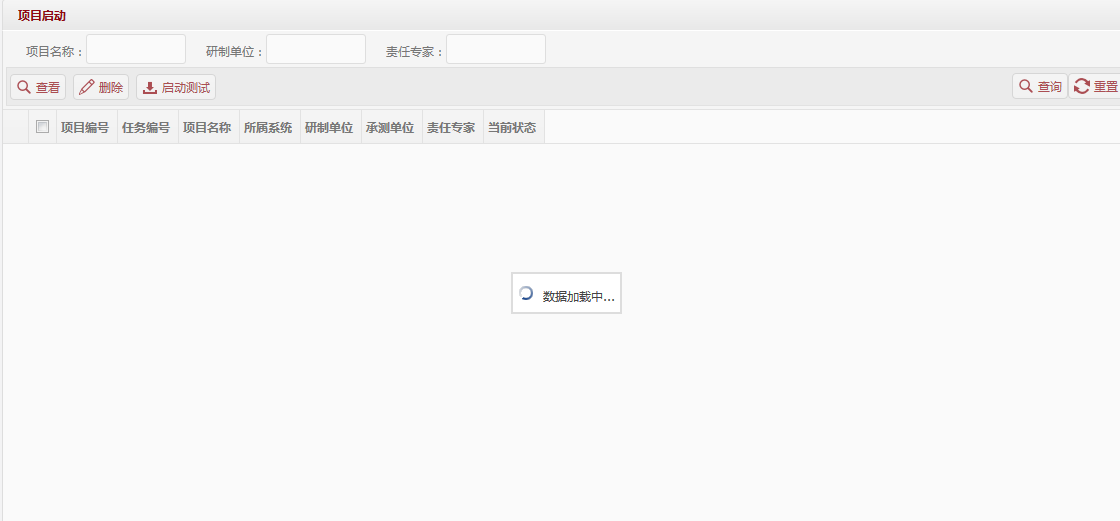 项目启动
项目名称： 研制单位： 责任专家：
查看 删除 启动测试 查询 重置
项目编号 任务编号 项目名称 所属系统 研制单位 承测单位 责任专家 当前状态
数据加载中...